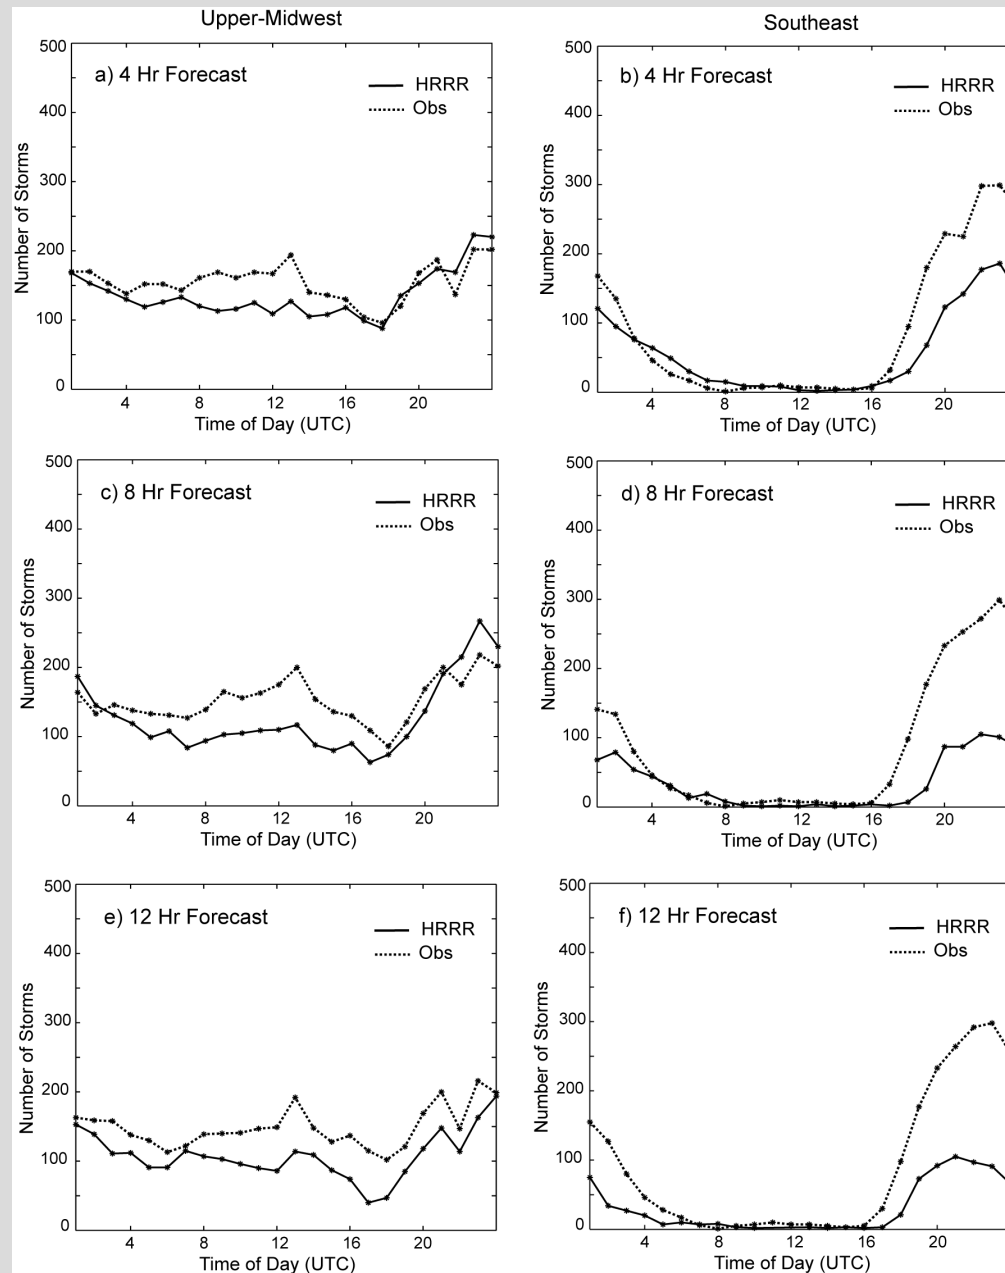 Upper-Midwest
Southeast
a) 4 Hr Forecast
HRRR
Obs
Number of Storms
500
400
300
200
100
0
4
8
12
16
20
Time of Day (UTC)
b) 4 Hr Forecast
HRRR
Obs
Number of Storms
500
400
300
200
100
0
4
8
12
16
20
Time of Day (UTC)
c) 8 Hr Forecast
HRRR
Obs
Number of Storms
500
400
300
200
100
0
4
8
12
16
20
Time of Day (UTC)
d) 8 Hr Forecast
HRRR
Obs
Number of Storms
500
400
300
200
100
0
4
8
12
16
20
Time of Day (UTC)
e) 12 Hr Forecast
HRRR
Obs
Number of Storms
500
400
300
200
100
0
4
8
12
16
20
Time of Day (UTC)
f) 12 Hr Forecast
HRRR
Obs
Number of Storms
500
400
300
200
100
0
4
8
12
16
20
Time of Day (UTC)